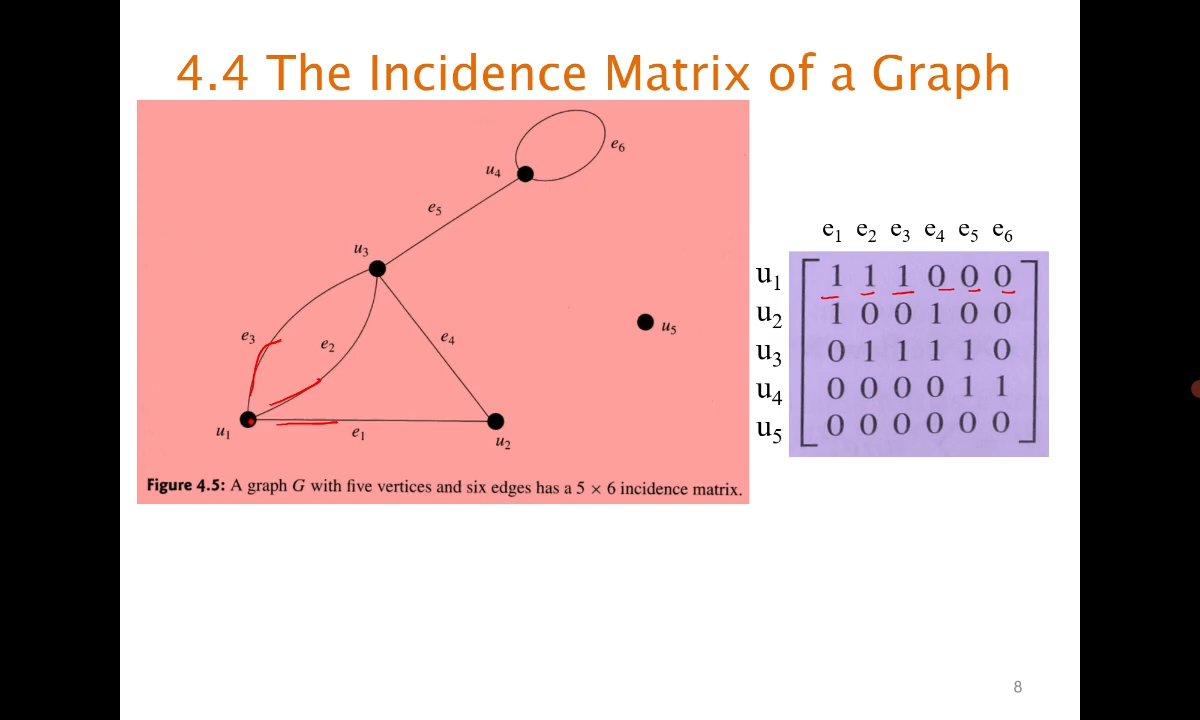 4.4 The Incidence Matrix of a Graph
e6
u4
e5
u3
e3
e2
e4
u5
u1
e1
u2
Figure 4.5: A graph G with five vertices and six edges has a 5 × 6 incidence matrix.
e1 e2 e3 e4 e5 e6
u1 1 1 1 0 0 0
u2 1 0 0 1 0 0
u3 0 1 1 1 1 0
u4 0 0 0 0 1 1
u5 0 0 0 0 0 0
8